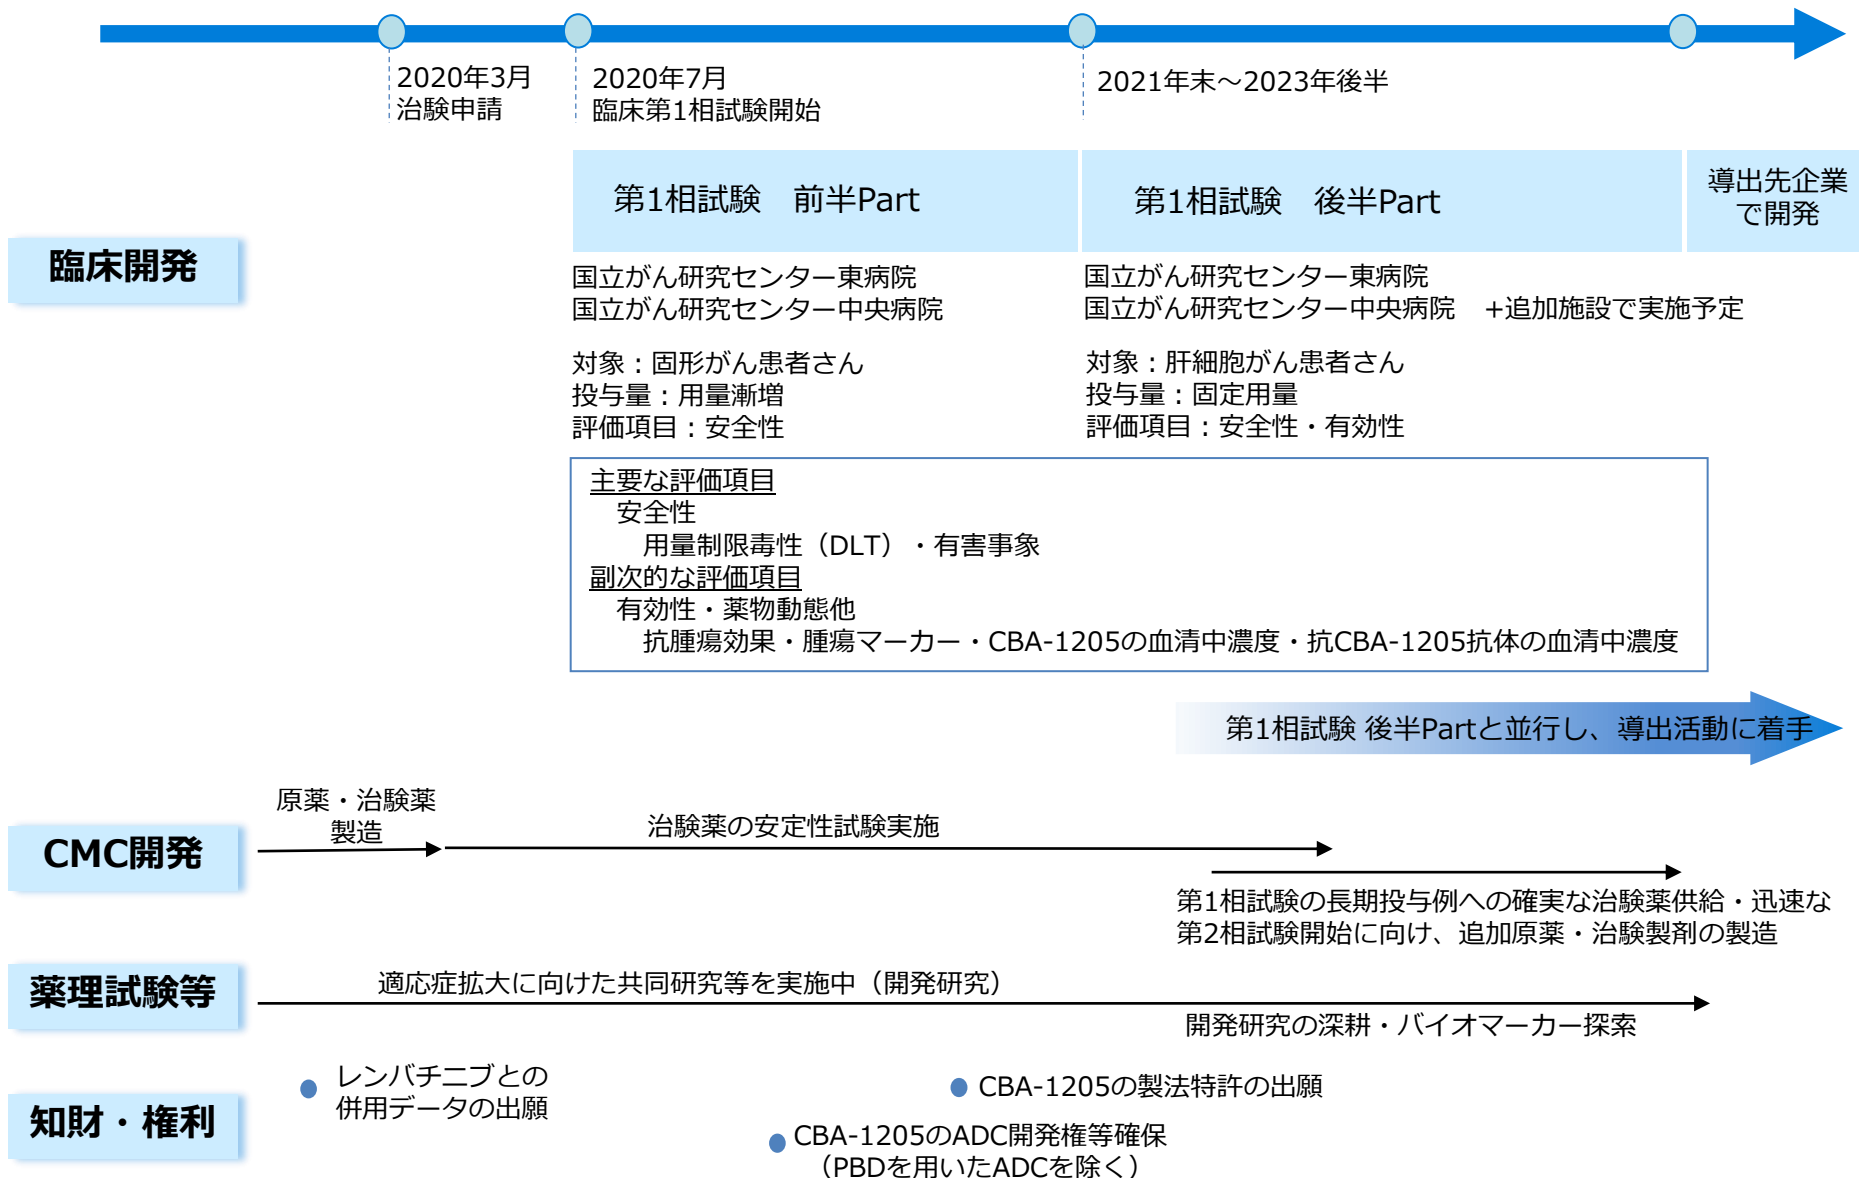 2020年3月
治験申請
2020年7月
臨床第1相試験開始
2021年末～2023年後半
第1相試験　前半Part
第1相試験　後半Part
導出先企業
で開発
臨床開発
国立がん研究センター東病院
国立がん研究センター中央病院
国立がん研究センター東病院
国立がん研究センター中央病院　+追加施設で実施予定
対象：固形がん患者さん
投与量：用量漸増
評価項目：安全性
対象：肝細胞がん患者さん
投与量：固定用量
評価項目：安全性・有効性
主要な評価項目
安全性
用量制限毒性（DLT）・有害事象
副次的な評価項目
有効性・薬物動態他
抗腫瘍効果・腫瘍マーカー・CBA-1205の血清中濃度・抗CBA-1205抗体の血清中濃度
第1相試験 後半Partと並行し、導出活動に着手
CMC開発
原薬・治験薬
製造
治験薬の安定性試験実施
第1相試験の長期投与例への確実な治験薬供給・迅速な
第2相試験開始に向け、追加原薬・治験製剤の製造
薬理試験等
適応症拡大に向けた共同研究等を実施中（開発研究）
開発研究の深耕・バイオマーカー探索
知財・権利
レンバチニブとの
併用データの出願
CBA-1205の製法特許の出願
CBA-1205のADC開発権等確保
（PBDを用いたADCを除く）